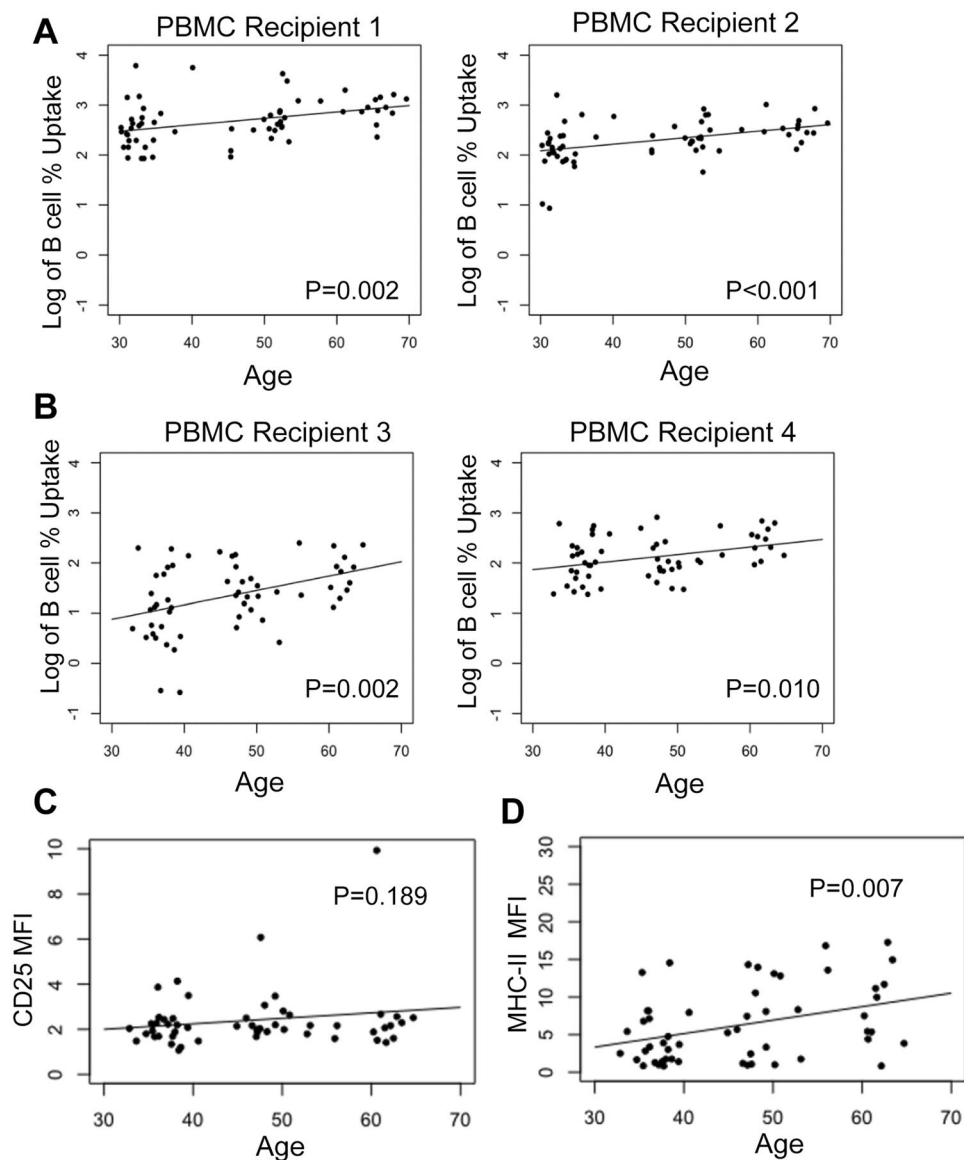 A
PBMC Recipient 1
PBMC Recipient 2
Log of B cell % Uptake
4
3
2
1
0
-1
P=0.002
30 40 50 60 70
Age
Log of B cell % Uptake
4
3
2
1
0
-1
P<0.001
30 40 50 60 70
Age
B
PBMC Recipient 3
PBMC Recipient 4
Log of B cell % Uptake
4
3
2
1
0
-1
P=0.002
30 40 50 60 70
Age
Log of B cell % Uptake
4
3
2
1
0
-1
P=0.010
30 40 50 60 70
Age
C
CD25 MFI
10
8
6
4
2
0
P=0.189
30 40 50 60 70
Age
D
MHC-II MFI
30
25
20
15
10
5
0
P=0.007
30 40 50 60 70
Age